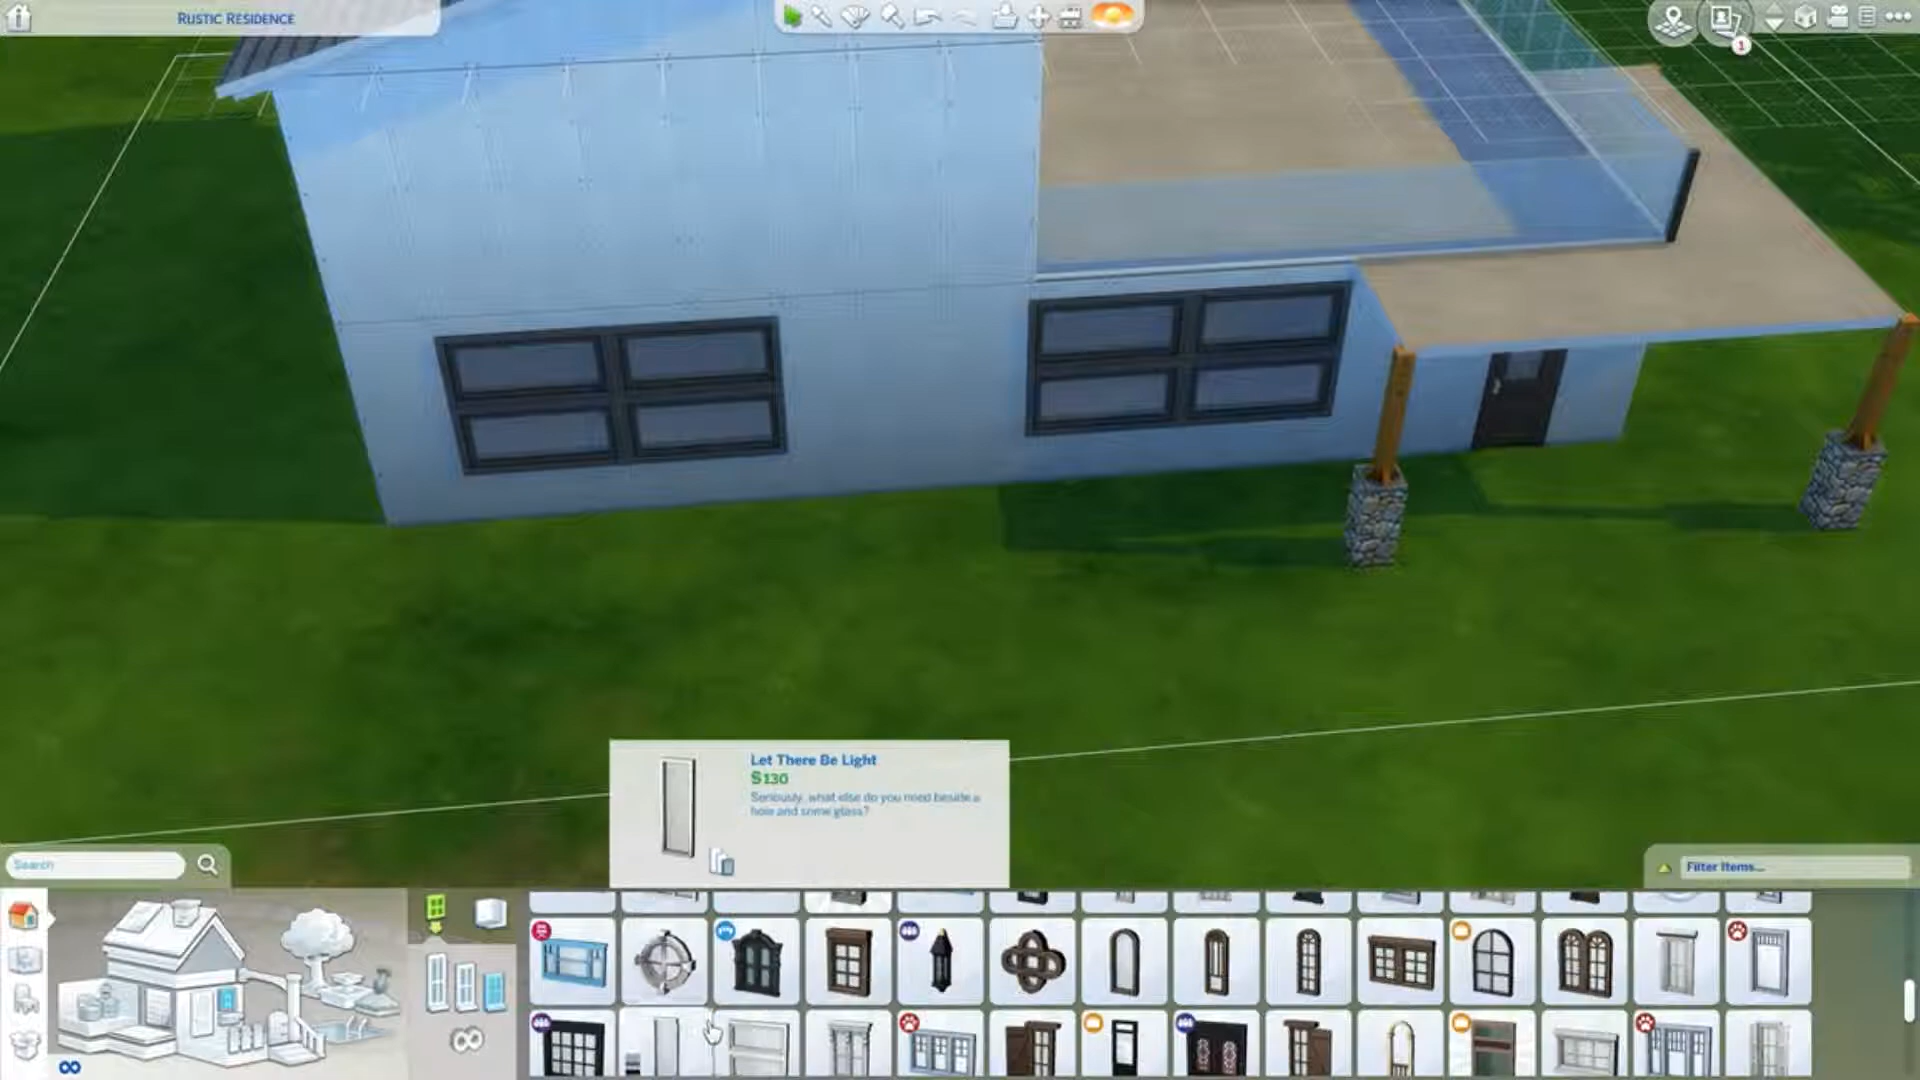 RUSTIC RESIDENCE
1
Let There Be Light
§130
Seriously, what else do you need beside a
hole and some glass?
Search
Filter Items...